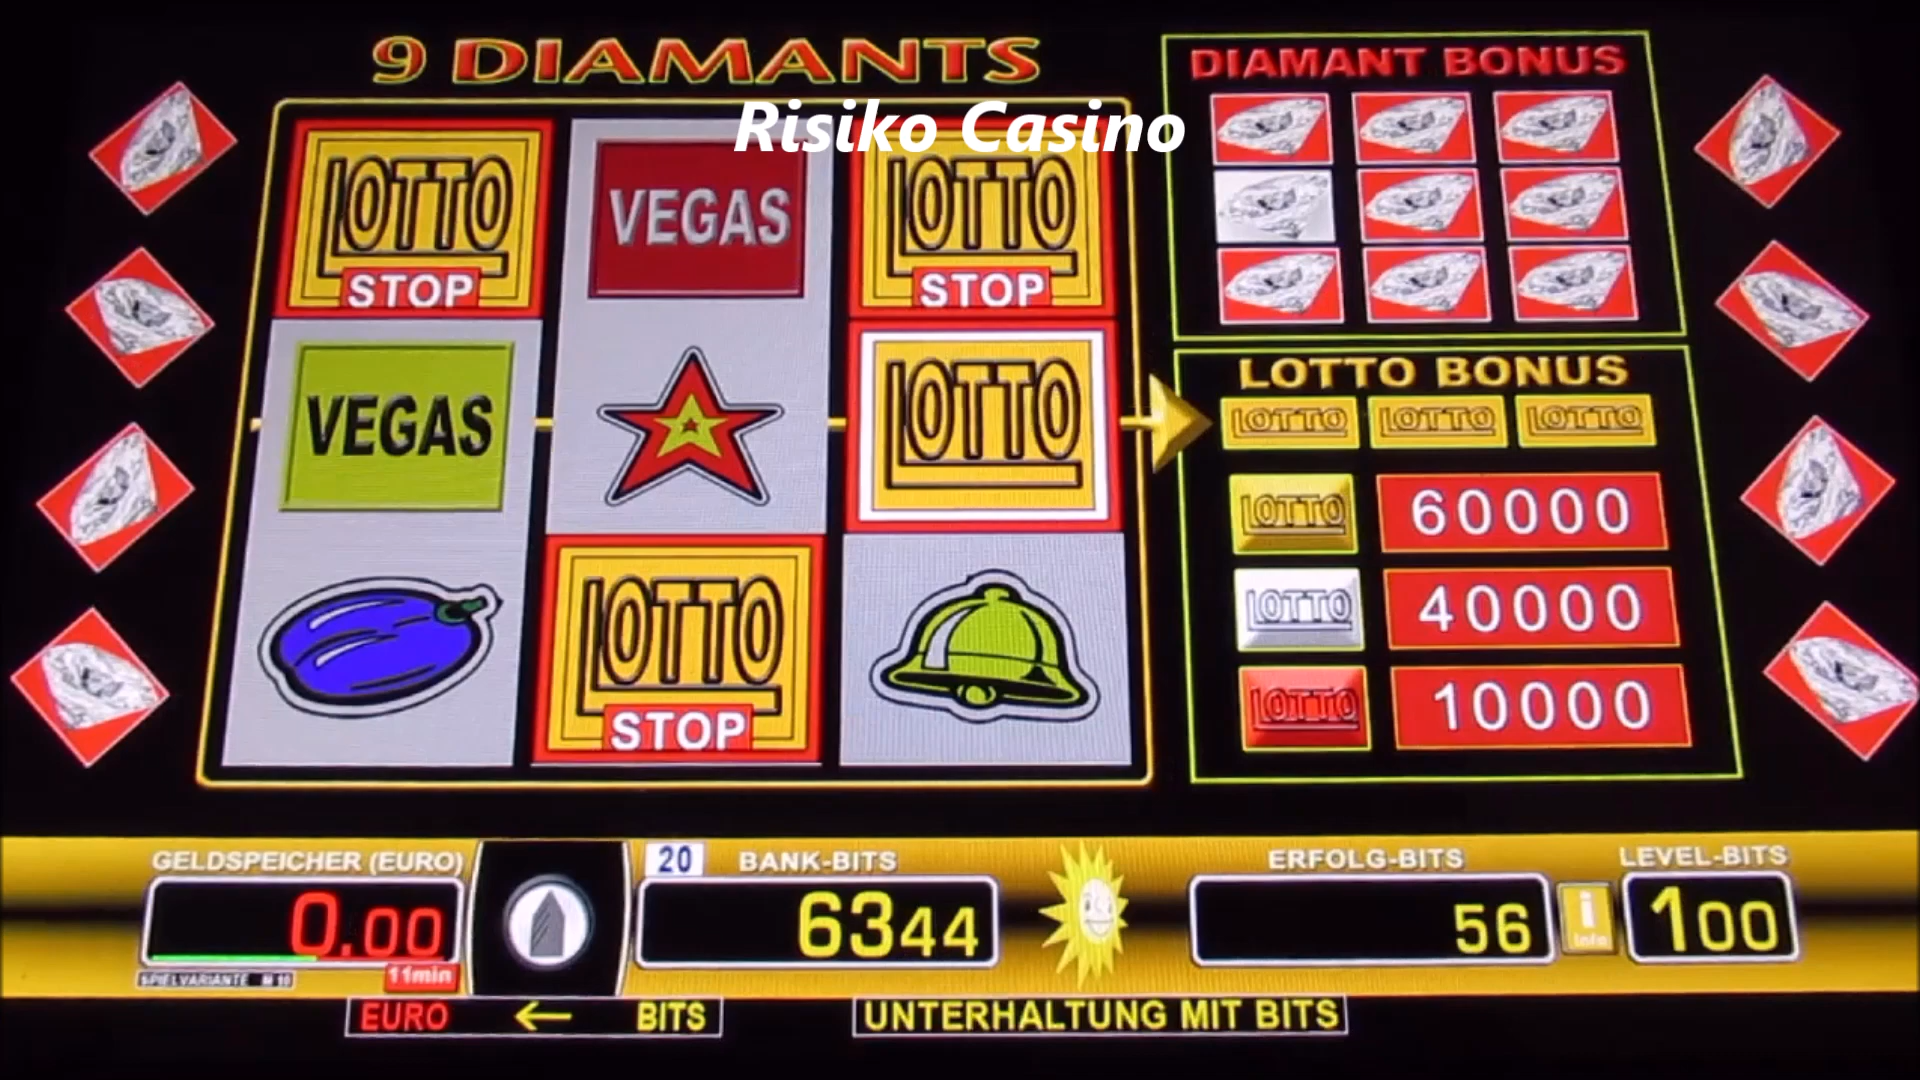 9 DIAMANTS
DIAMANT BONUS
Risiko Casino
LOTTO
STOP
VEGAS
LOTTO
STOP
VEGAS
LOTTO
LOTTO
STOP
LOTTO BONUS
LOTTO LOTTO LOTTO
LOTTO 60000
LOTTO 40000
LOTTO 10000
GELDSPEICHER (EURO)
0.00
11min
SPIELVARIANTE
20 BANK-BITS
6344
ERFOLG-BITS
56
i
Info
LEVEL-BITS
100
EURO ← BITS
UNTERHALTUNG MIT BITS